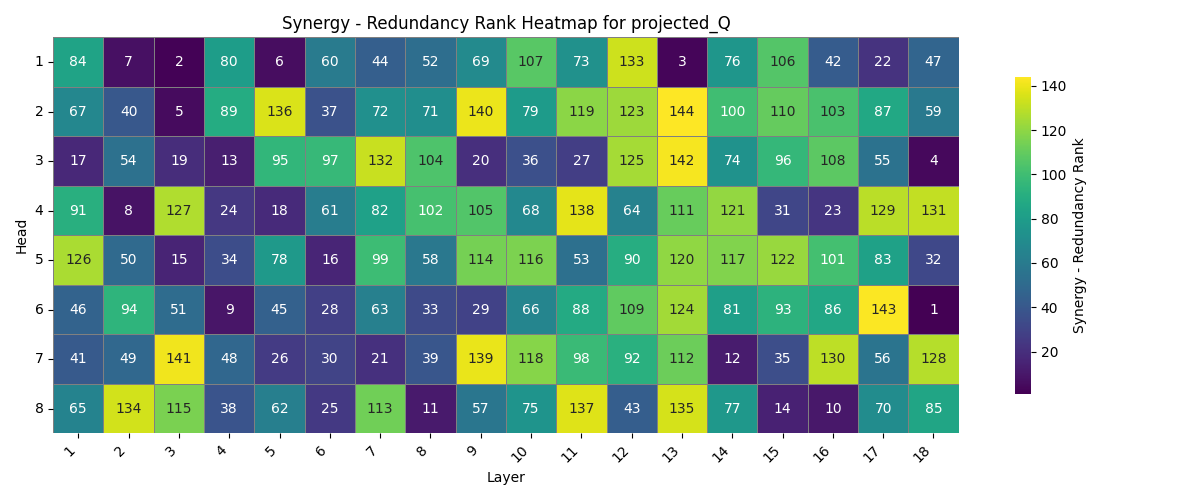 Synergy - Redundancy Rank Heatmap for projected_Q
1 84 7 2 80 6 60 44 52 69 107 73 133 3 76 106 42 22 47
2 67 40 5 89 136 37 72 71 140 79 119 123 144 100 110 103 87 59
3 17 54 19 13 95 97 132 104 20 36 27 125 142 74 96 108 55 4
4 91 8 127 24 18 61 82 102 105 68 138 64 111 121 31 23 129 131
5 126 50 15 34 78 16 99 58 114 116 53 90 120 117 122 101 83 32
6 46 94 51 9 45 28 63 33 29 66 88 109 124 81 93 86 143 1
7 41 49 141 48 26 30 21 39 139 118 98 92 112 12 35 130 56 128
8 65 134 115 38 62 25 113 11 57 75 137 43 135 77 14 10 70 85
Head
1 2 3 4 5 6 7 8 9 10 11 12 13 14 15 16 17 18
Layer
140
120
100
80
60
40
20
Synergy - Redundancy Rank